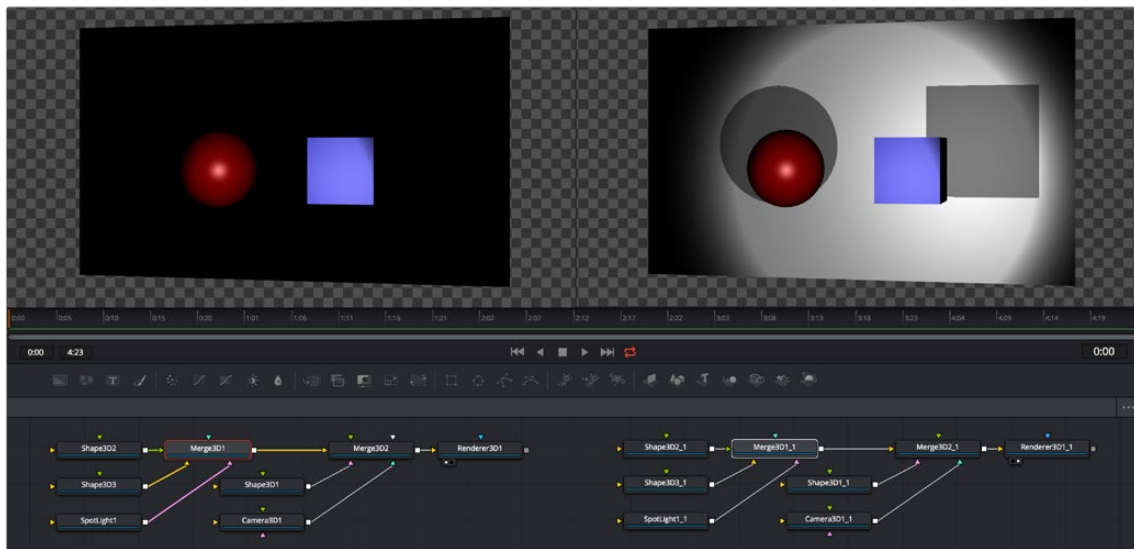 0:00 0:05 0:10 0:15 0:20 1:01 1:06 1:11 1:16 1:21 2:02 2:07 2:12 2:17 2:22 3:03 3:08 3:13 3:18 3:23 4:04 4:09 4:14 4:19
0:00 4:23 0:00
T
Shape3D2 Merge3D1 Merge3D2 Renderer3D1 Shape3D2_1 Merge3D1_1 Merge3D2_1 Renderer3D1_1
Shape3D3 Shape3D1 Shape3D3_1 Shape3D1_1
SpotLight1 Camera3D1 SpotLight1_1 Camera3D1_1